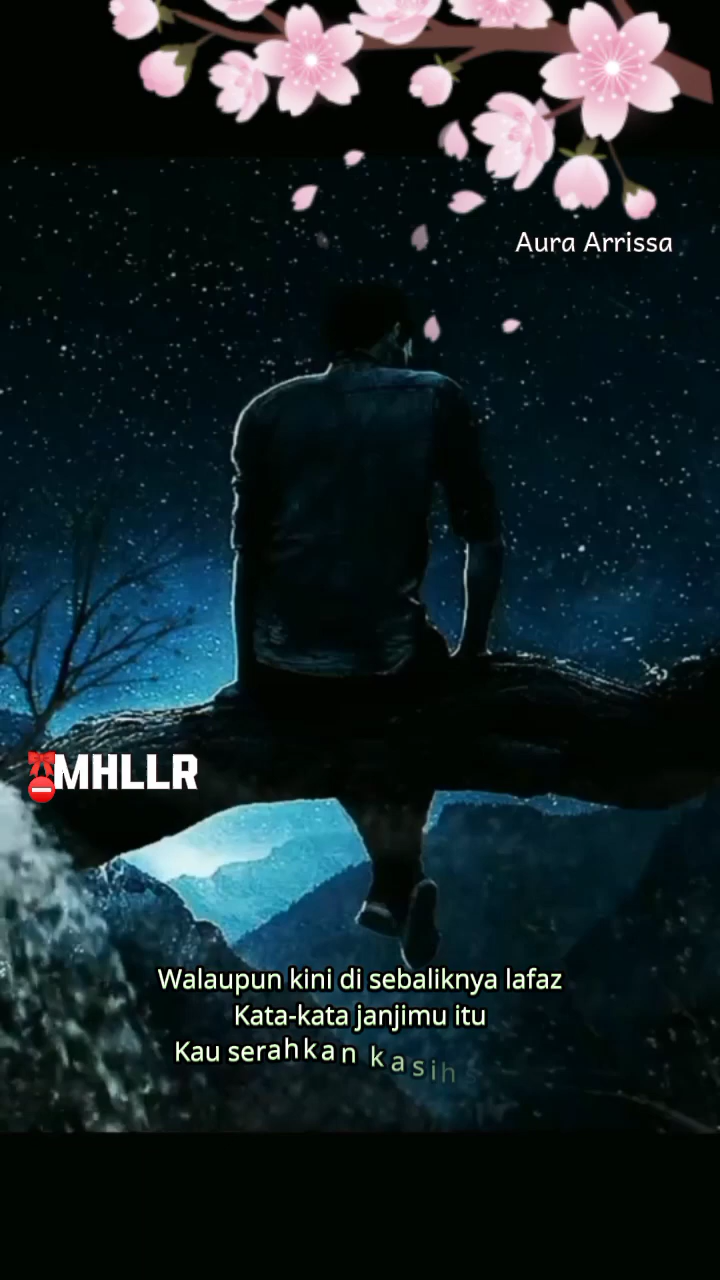 Aura Arrissa
MHLLR
Walaupun kini di sebaliknya lafaz
Kata-kata janjimu itu
Kau serahkan kasih